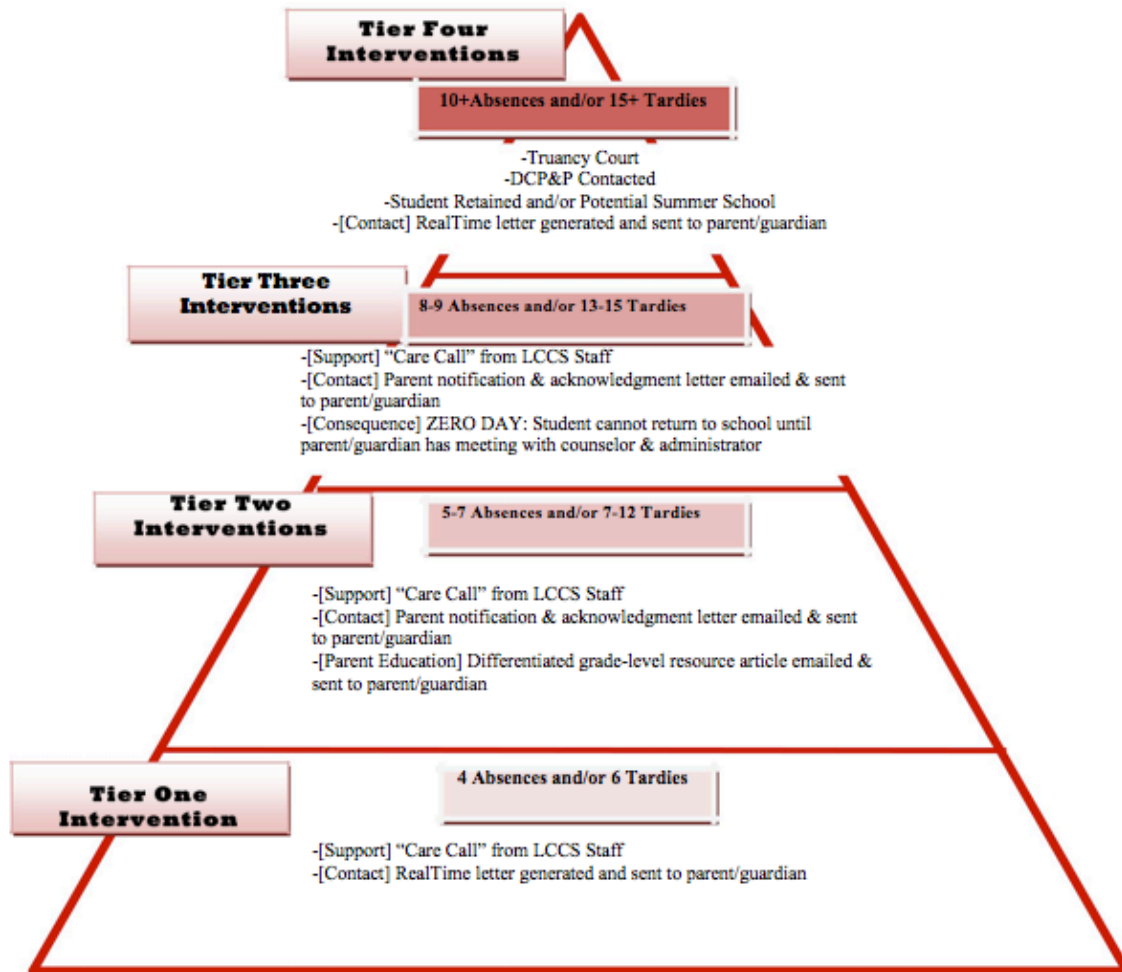 Tier Four
Interventions
10+Absences and/or 15+ Tardies
-Truancy Court
-DCP&P Contacted
-Student Retained and/or Potential Summer School
-[Contact] RealTime letter generated and sent to parent/guardian
Tier Three
Interventions
8-9 Absences and/or 13-15 Tardies
-[Support] “Care Call” from LCCS Staff
-[Contact] Parent notification & acknowledgment letter emailed & sent
to parent/guardian
-[Consequence] ZERO DAY: Student cannot return to school until
parent/guardian has meeting with counselor & administrator
Tier Two
Interventions
5-7 Absences and/or 7-12 Tardies
-[Support] “Care Call” from LCCS Staff
-[Contact] Parent notification & acknowledgment letter emailed & sent
to parent/guardian
-[Parent Education] Differentiated grade-level resource article emailed &
sent to parent/guardian
Tier One
Intervention
4 Absences and/or 6 Tardies
-[Support] “Care Call” from LCCS Staff
-[Contact] RealTime letter generated and sent to parent/guardian